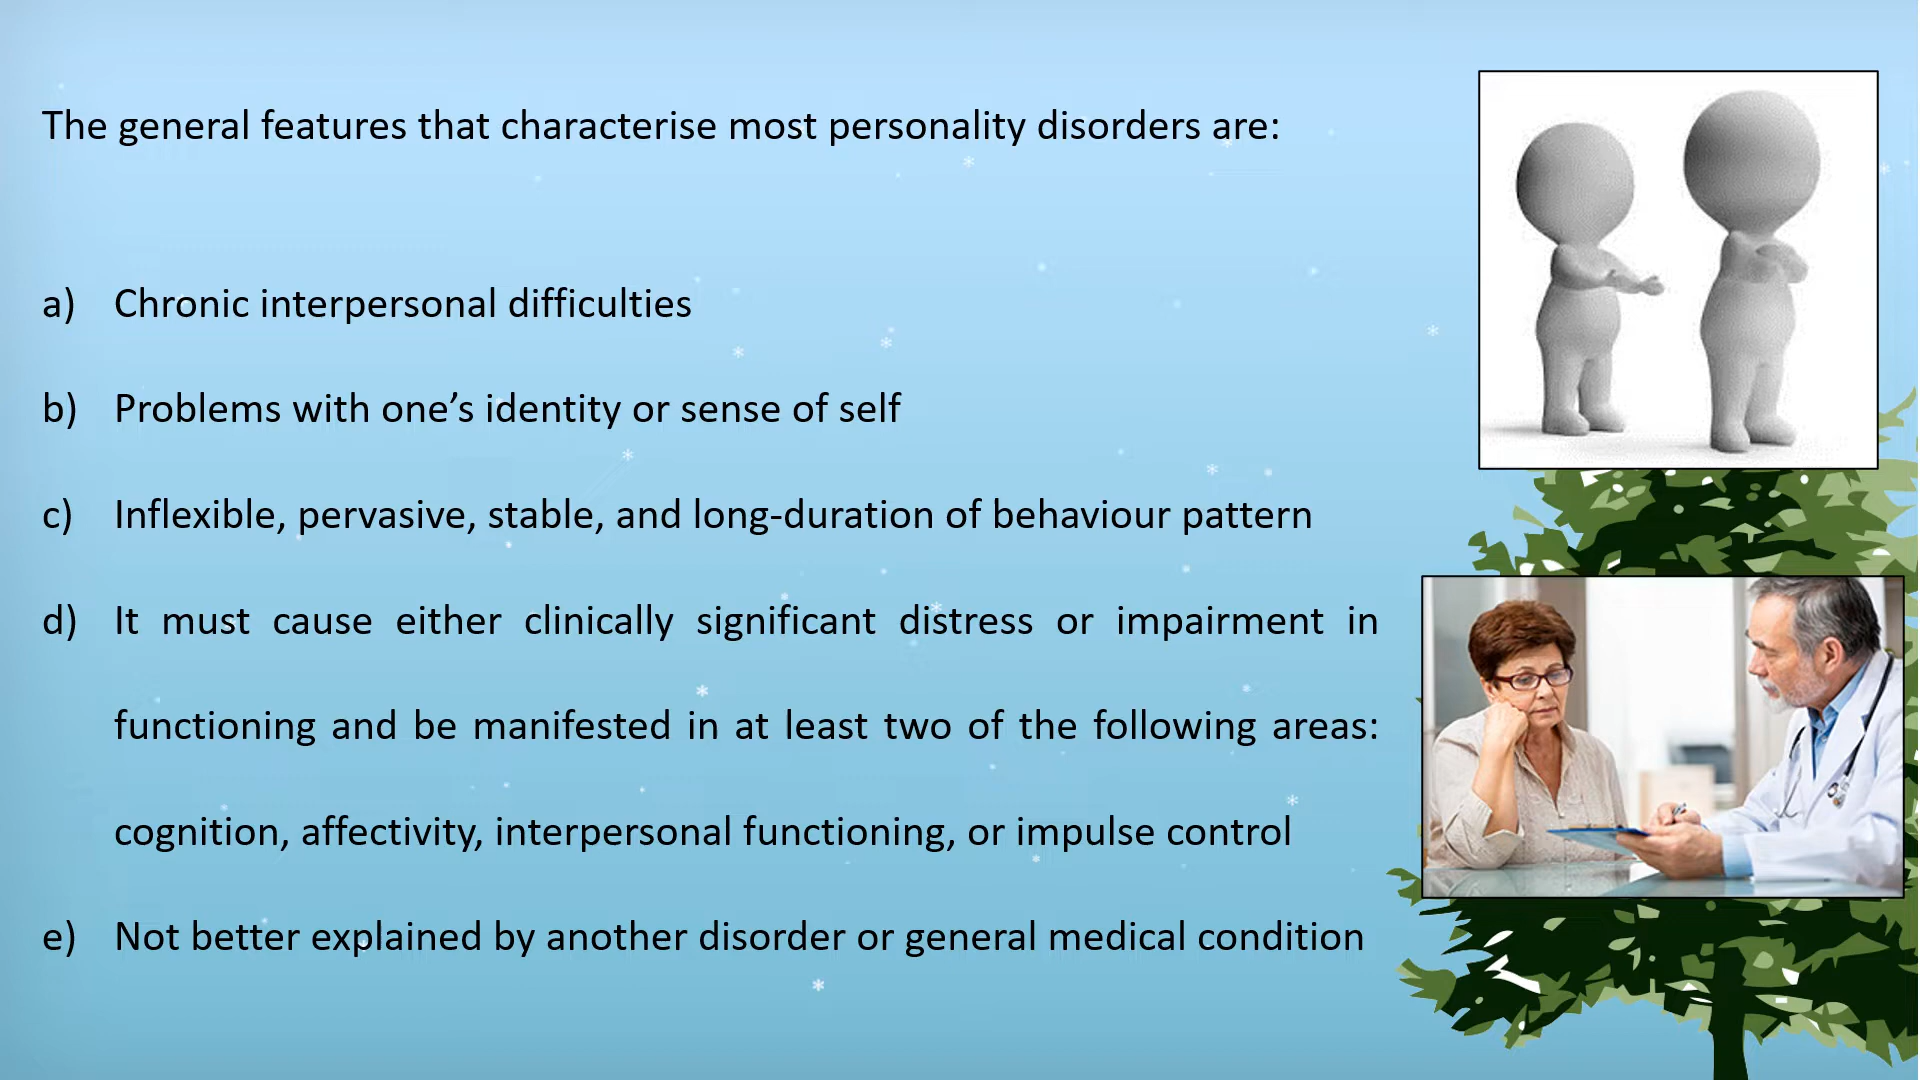 The general features that characterise most personality disorders are:
a) Chronic interpersonal difficulties
b) Problems with one’s identity or sense of self
c) Inflexible, pervasive, stable, and long-duration of behaviour pattern
d) It must cause either clinically significant distress or impairment in
functioning and be manifested in at least two of the following areas:
cognition, affectivity, interpersonal functioning, or impulse control
e) Not better explained by another disorder or general medical condition